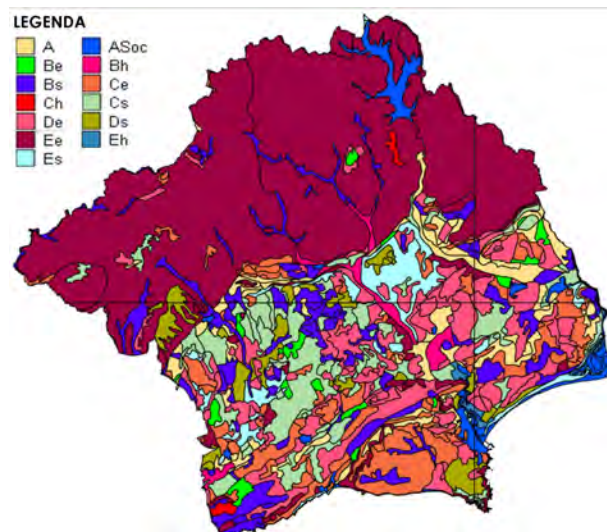 LEGENDA
A ASoc
Be Bh
Bs Ce
Ch Cs
De Ds
Ee Eh
Es